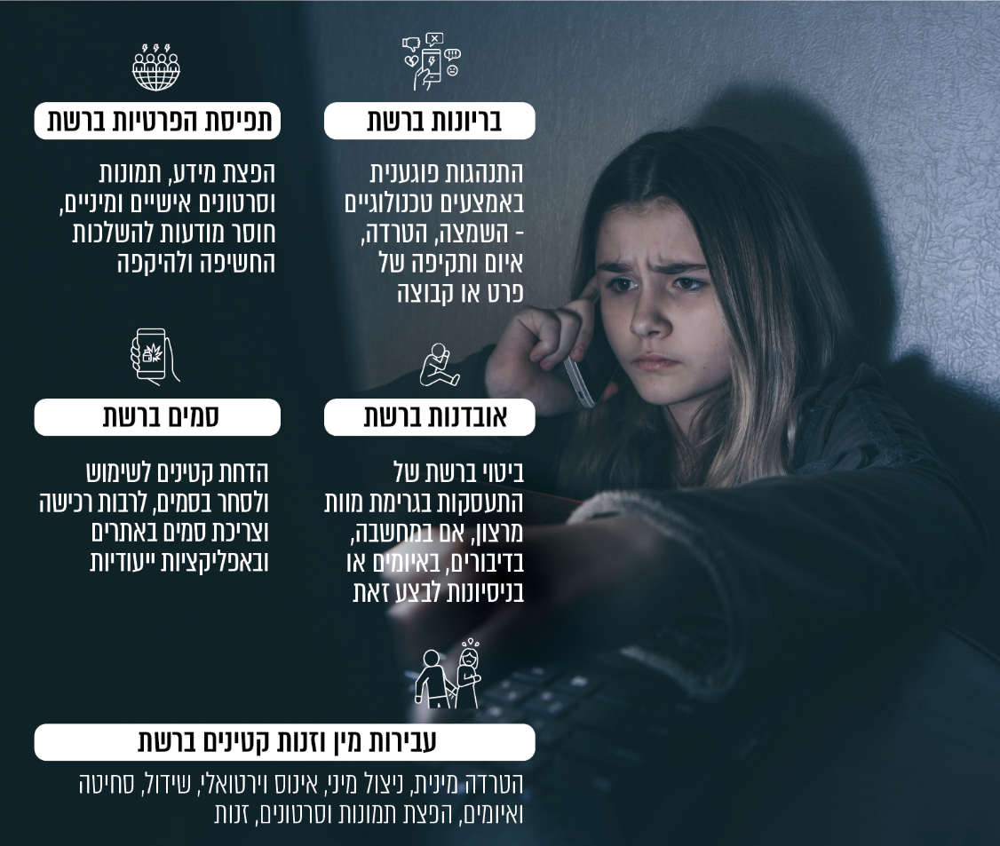 בריונות ברשת
התנהגות פוגענית
באמצעים טכנולוגיים
- השמצה, הטרדה,
איום ותקיפה של
פרט או קבוצה
תפיסת הפרטיות ברשת
הפצת מידע, תמונות
וסרטונים אישיים ומיניים,
חוסר מודעות להשלכות
החשיפה ולהיקפה
אובדנות ברשת
ביטוי ברשת של
התעסקות בגרימת מוות
מרצון, אם במחשבה,
בדיבורים, באיומים או
בניסיונות לבצע זאת
סמים ברשת
הדחת קטינים לשימוש
ולסחר בסמים, לרבות רכישה
וצריכת סמים באתרים
ובאפליקציות ייעודיות
עבירות מין וזנות קטינים ברשת
הטרדה מינית, ניצול מיני, אינוס וירטואלי, שידול, סחיטה
ואיומים, הפצת תמונות וסרטונים, זנות